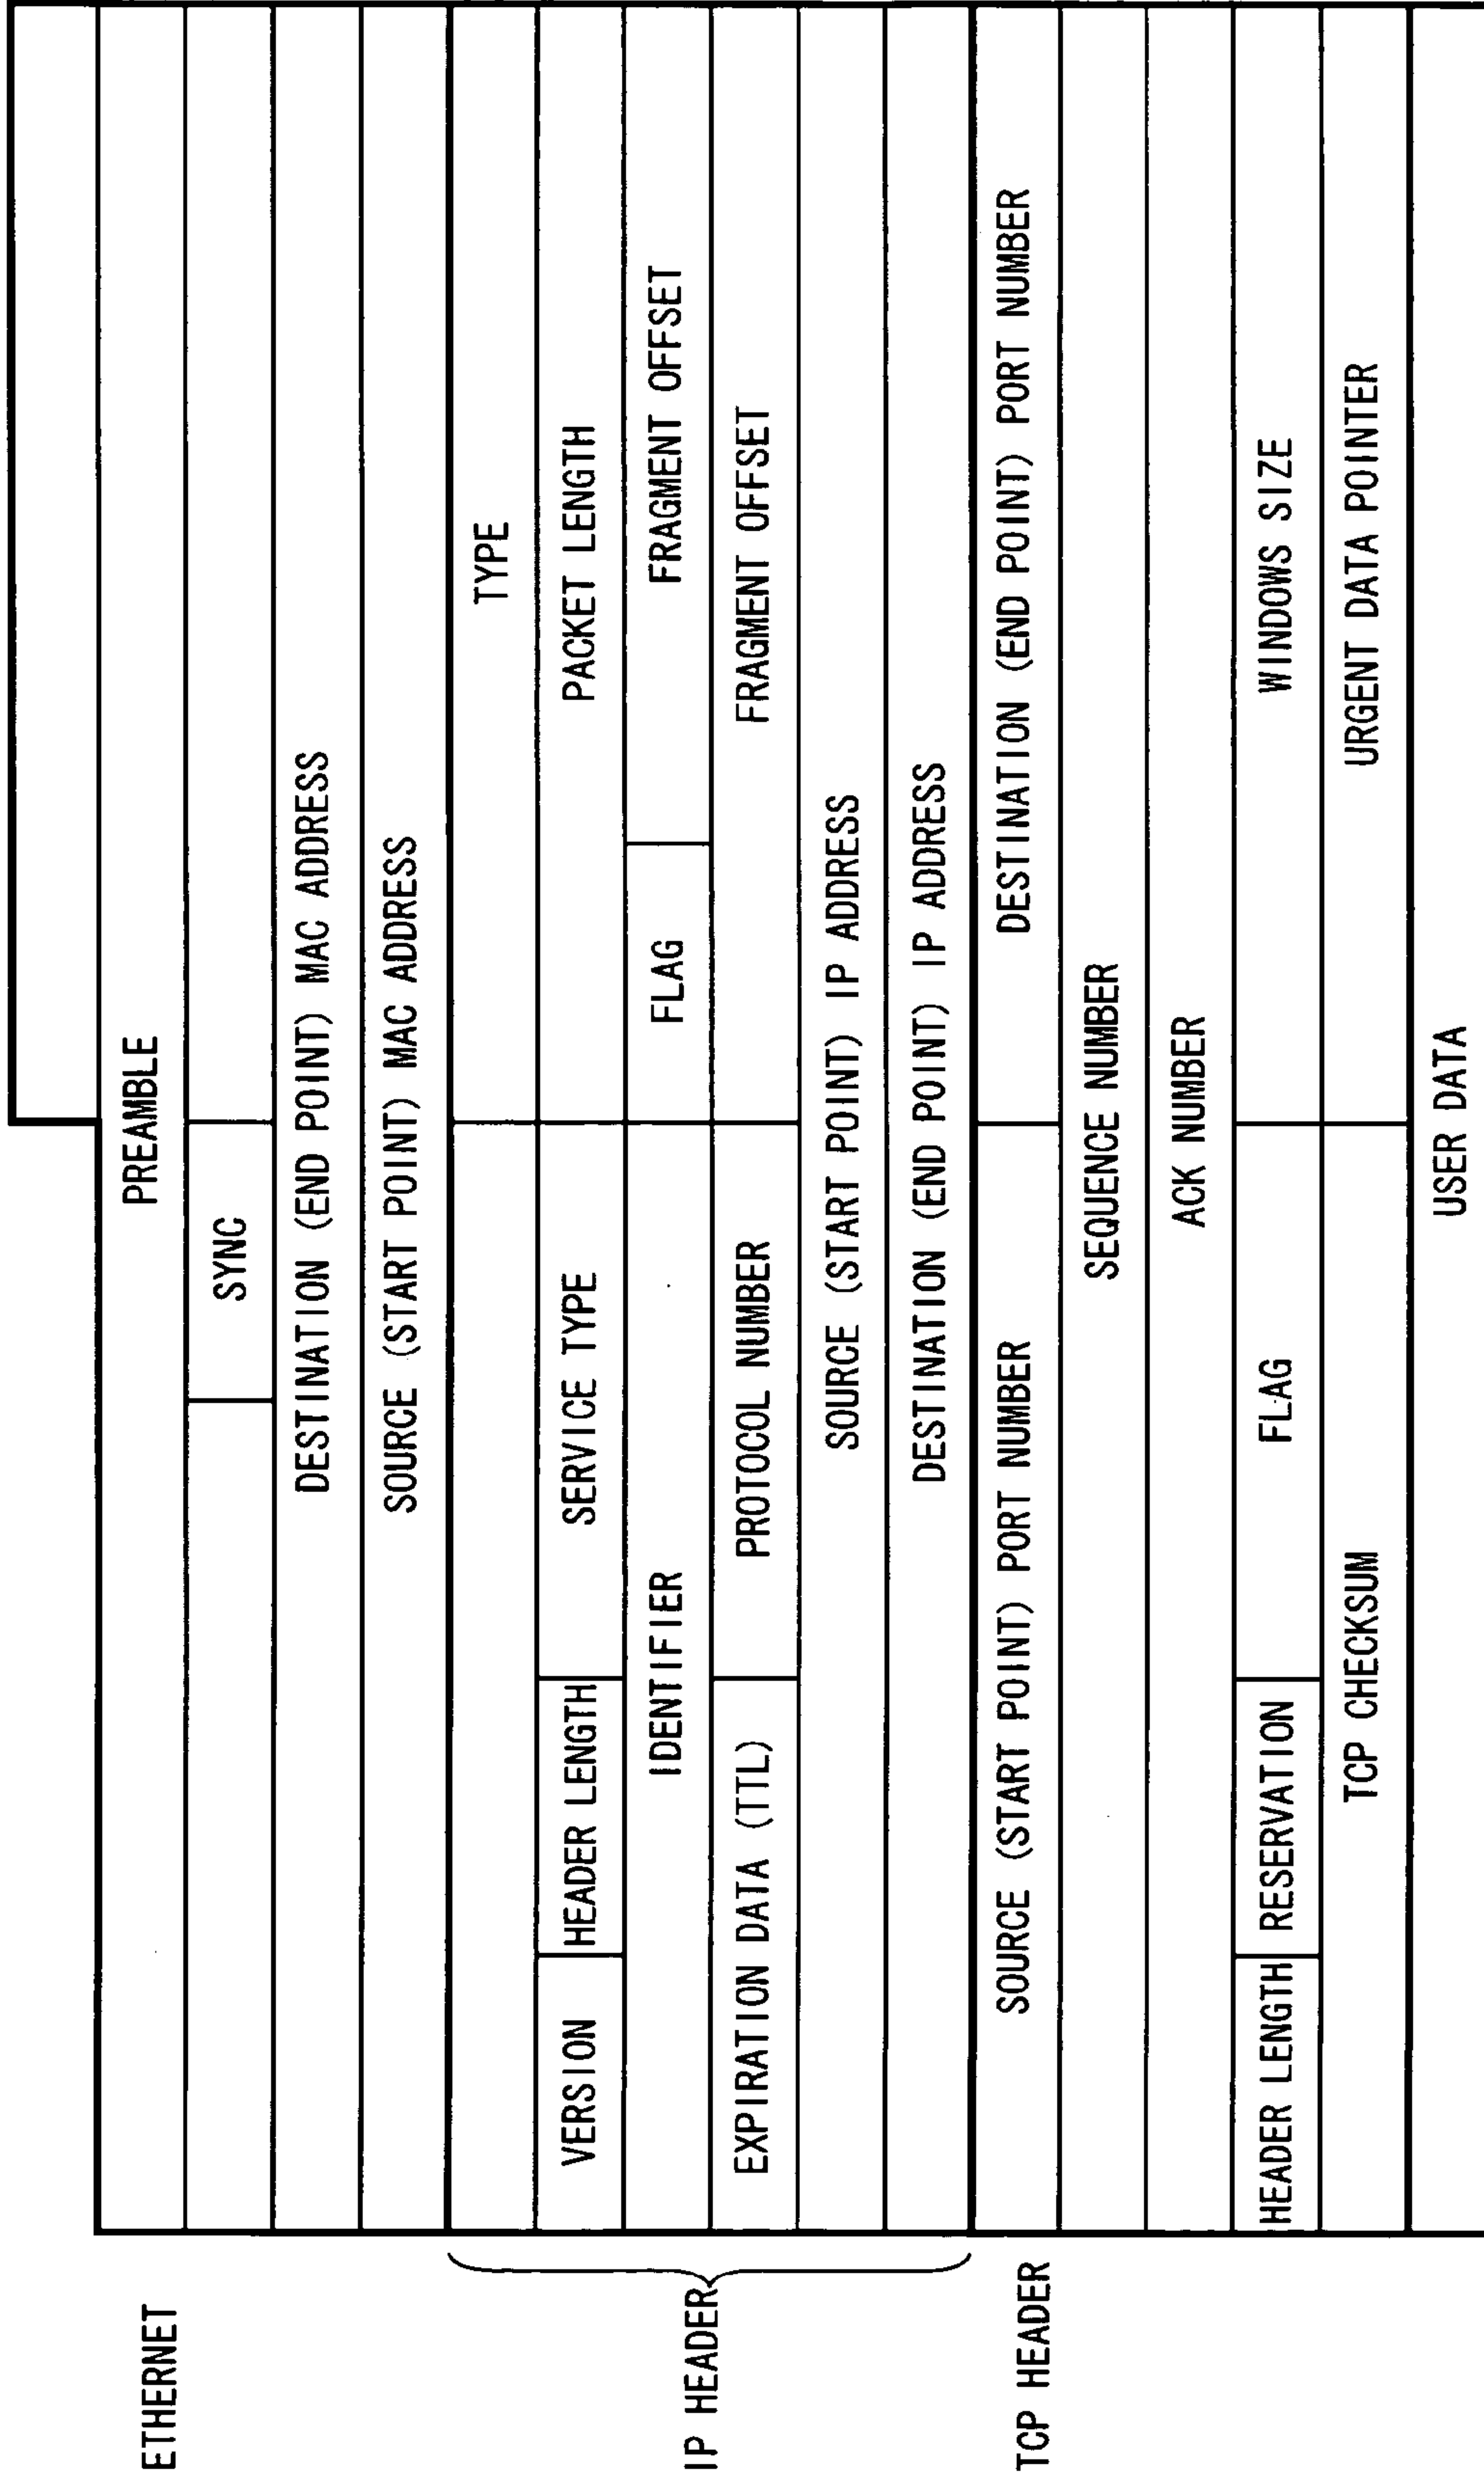 ETHERNET
PREAMBLE
SYNC
DESTINATION (END POINT) MAC ADDRESS
SOURCE (START POINT) MAC ADDRESS
TYPE
IP HEADER
VERSION
HEADER LENGTH
SERVICE TYPE
PACKET LENGTH
IDENTIFIER
FLAG
FRAGMENT OFFSET
EXPIRATION DATA (TTL)
PROTOCOL NUMBER
FRAGMENT OFFSET
SOURCE (START POINT) IP ADDRESS
DESTINATION (END POINT) IP ADDRESS
TCP HEADER
SOURCE (START POINT) PORT NUMBER
DESTINATION (END POINT) PORT NUMBER
SEQUENCE NUMBER
ACK NUMBER
HEADER LENGTH
RESERVATION
FLAG
WINDOWS SIZE
TCP CHECKSUM
URGENT DATA POINTER
USER DATA